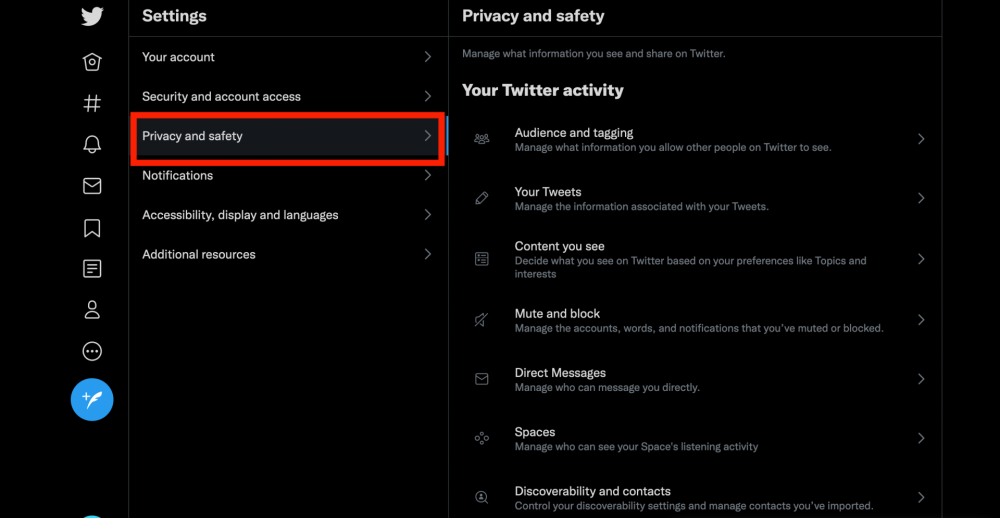 Settings
Your account
Security and account access
Privacy and safety
Notifications
Accessibility, display and languages
Additional resources
Privacy and safety
Manage what information you see and share on Twitter.
Your Twitter activity
Audience and tagging
Manage what information you allow other people on Twitter to see.
Your Tweets
Manage the information associated with your Tweets.
Content you see
Decide what you see on Twitter based on your preferences like Topics and
interests
Mute and block
Manage the accounts, words, and notifications that you’ve muted or blocked.
Direct Messages
Manage who can message you directly.
Spaces
Manage who can see your Space’s listening activity
Discoverability and contacts
Control your discoverability settings and manage contacts you’ve imported.